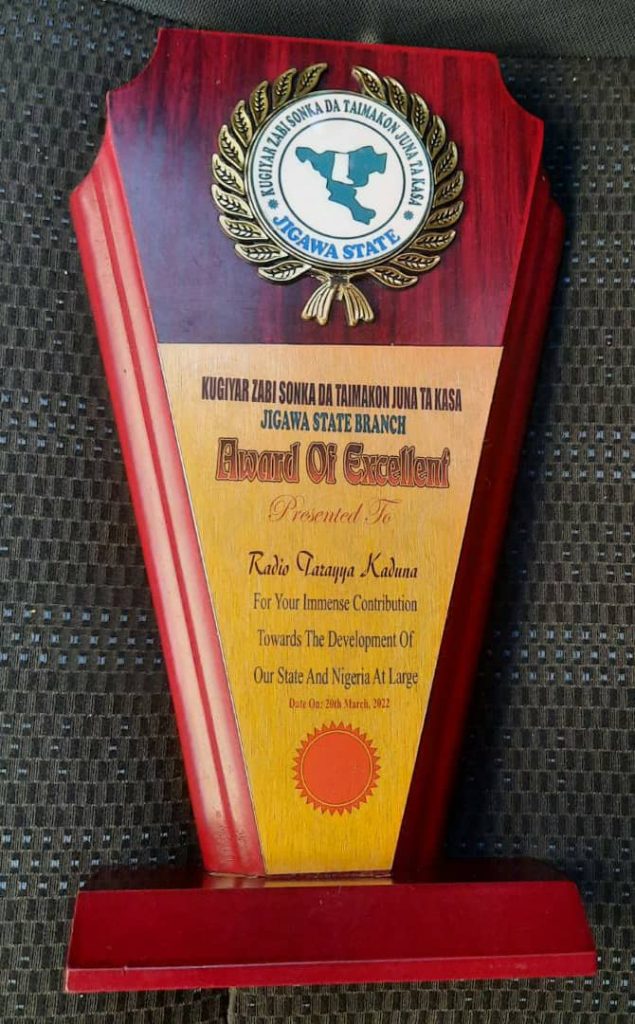 KUGIYAR ZABI SONKA DA TAIMAKON JUNA TA KASA
JIGAWA STATE
KUGIYAR ZABI SONKA DA TAIMAKON JUNA TA KASA
JIGAWA STATE BRANCH
Award Of Excellent
Presented To
Radio Tarayya Kaduna
For Your Immense Contribution
Towards The Development Of
Our State And Nigeria At Large
Date On: 20th March, 2022